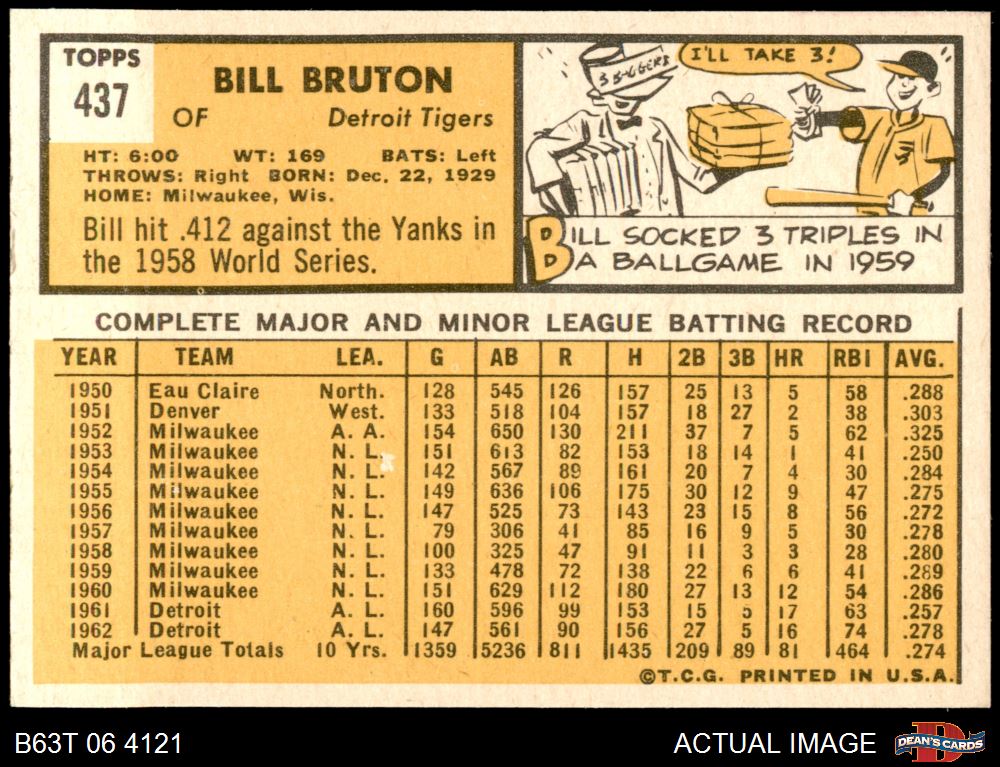 TOPPS
437
BILL BRUTON
OF Detroit Tigers
HT: 6:00 WT: 169 BATS: Left
THROWS: Right BORN: Dec. 22, 1929
HOME: Milwaukee, Wis.
Bill hit .412 against the Yanks in
the 1958 World Series.
3 B-GGERS
I'LL TAKE 3!
BILL SOCKED 3 TRIPLES IN
A BALLGAME IN 1959
COMPLETE MAJOR AND MINOR LEAGUE BATTING RECORD
YEAR TEAM LEA. G AB R H 2B 3B HR RBI AVG.
1950 Eau Claire North. 128 545 126 157 25 13 5 58 .288
1951 Denver West. 133 518 104 157 18 27 2 38 .303
1952 Milwaukee A. A. 154 650 130 211 37 7 5 62 .325
1953 Milwaukee N. L. 151 613 82 153 18 14 1 41 .250
1954 Milwaukee N. L. 142 567 89 161 20 7 4 30 .284
1955 Milwaukee N. L. 149 636 106 175 30 12 9 47 .275
1956 Milwaukee N. L. 147 525 73 143 23 15 8 56 .272
1957 Milwaukee N. L. 79 306 41 85 16 9 5 30 .278
1958 Milwaukee N. L. 100 325 47 91 11 3 3 28 .280
1959 Milwaukee N. L. 133 478 72 138 22 6 6 41 .289
1960 Milwaukee N. L. 151 629 112 180 27 13 12 54 .286
1961 Detroit A. L. 160 596 99 153 15 5 17 63 .257
1962 Detroit A. L. 147 561 90 156 27 5 16 74 .278
Major League Totals 10 Yrs. 1359 5236 811 1435 209 89 81 464 .274
©T.C.G. PRINTED IN U.S.A.
B63T 06 4121
ACTUAL IMAGE
D
DEAN'S CARDS